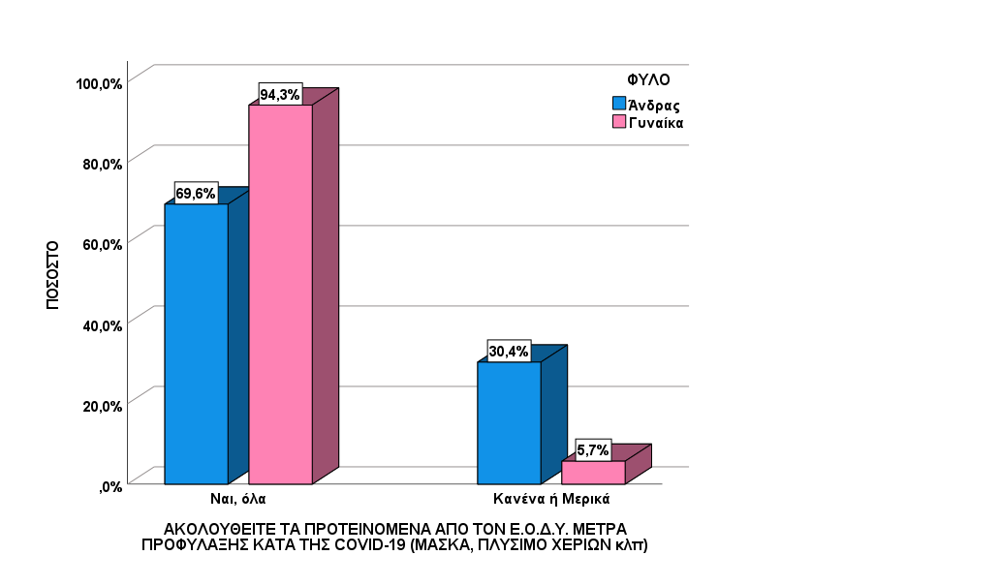 ΦΥΛΟ
Άνδρας
Γυναίκα
100,0%
80,0%
60,0%
40,0%
20,0%
,0%
ΠΟΣΟΣΤΟ
94,3%
69,6%
30,4%
5,7%
Ναι, όλα
Κανένα ή Μερικά
ΑΚΟΛΟΥΘΕΙΤΕ ΤΑ ΠΡΟΤΕΙΝΟΜΕΝΑ ΑΠΟ ΤΟΝ Ε.Ο.Δ.Υ. ΜΕΤΡΑ
ΠΡΟΦΥΛΑΞΗΣ ΚΑΤΑ ΤΗΣ COVID-19 (ΜΑΣΚΑ, ΠΛΥΣΙΜΟ ΧΕΡΙΩΝ κλπ)